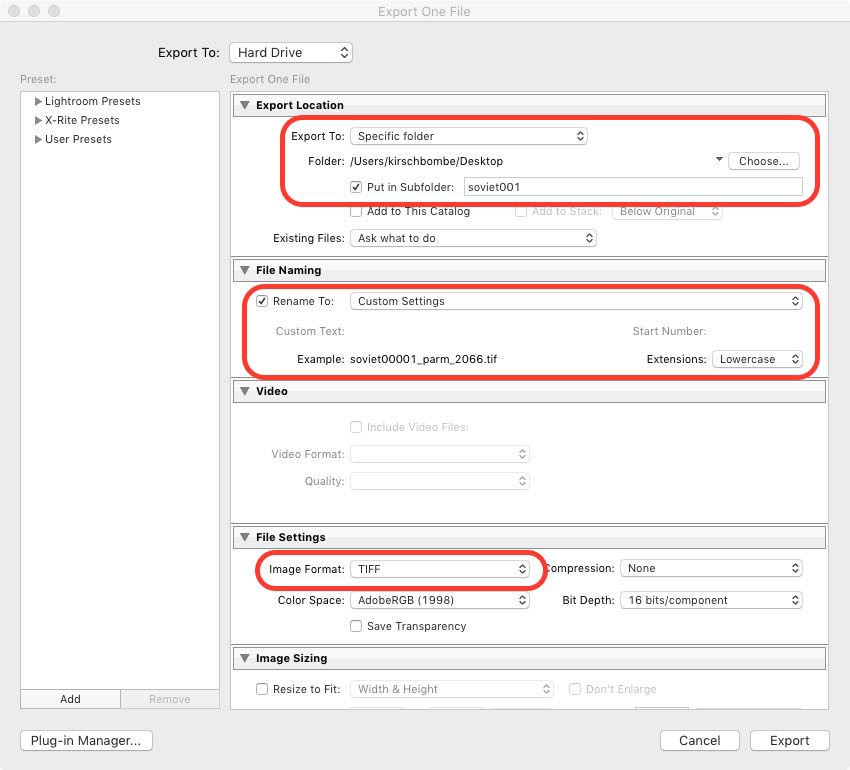 Export One File
Export To: Hard Drive
Preset:
Lightroom Presets
X-Rite Presets
User Presets
Add Remove
Export One File
Export Location
Export To: Specific folder
Folder: /Users/kirschbombe/Desktop Choose...
Put in Subfolder: soviet001
Add to This Catalog Add to Stack: Below Original
Existing Files: Ask what to do
File Naming
Rename To: Custom Settings
Custom Text: Start Number:
Example: soviet00001_parm_2066.tif Extensions: Lowercase
Video
Include Video Files:
Video Format:
Quality:
File Settings
Image Format: TIFF Compression: None
Color Space: AdobeRGB (1998) Bit Depth: 16 bits/component
Save Transparency
Image Sizing
Resize to Fit: Width & Height Don't Enlarge
Plug-in Manager... Cancel Export